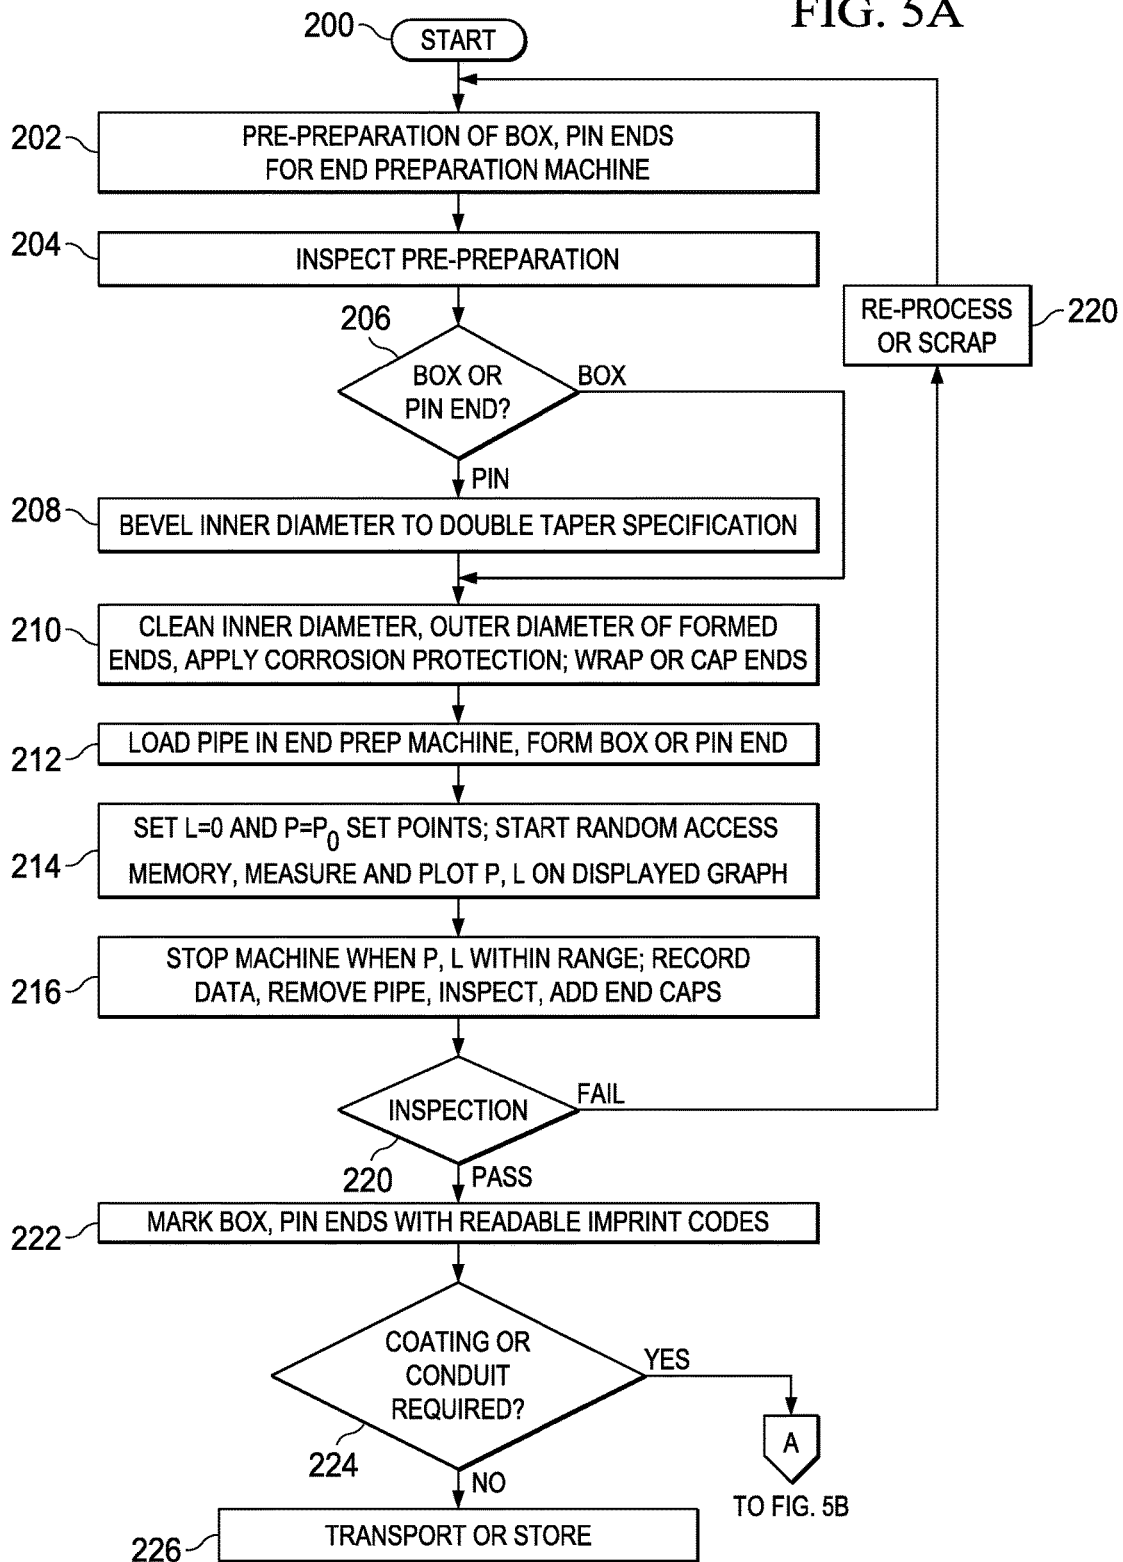 FIG. 5A
200
START
202
PRE-PREPARATION OF BOX, PIN ENDS
FOR END PREPARATION MACHINE
204
INSPECT PRE-PREPARATION
RE-PROCESS
OR SCRAP
220
206
BOX OR
PIN END?
BOX
PIN
208
BEVEL INNER DIAMETER TO DOUBLE TAPER SPECIFICATION
210
CLEAN INNER DIAMETER, OUTER DIAMETER OF FORMED
ENDS, APPLY CORROSION PROTECTION; WRAP OR CAP ENDS
212
LOAD PIPE IN END PREP MACHINE, FORM BOX OR PIN END
214
SET L=0 AND P=P0 SET POINTS; START RANDOM ACCESS
MEMORY, MEASURE AND PLOT P, L ON DISPLAYED GRAPH
216
STOP MACHINE WHEN P, L WITHIN RANGE; RECORD
DATA, REMOVE PIPE, INSPECT, ADD END CAPS
INSPECTION
FAIL
220
PASS
222
MARK BOX, PIN ENDS WITH READABLE IMPRINT CODES
COATING OR
CONDUIT
REQUIRED?
YES
224
NO
A
TO FIG. 5B
226
TRANSPORT OR STORE